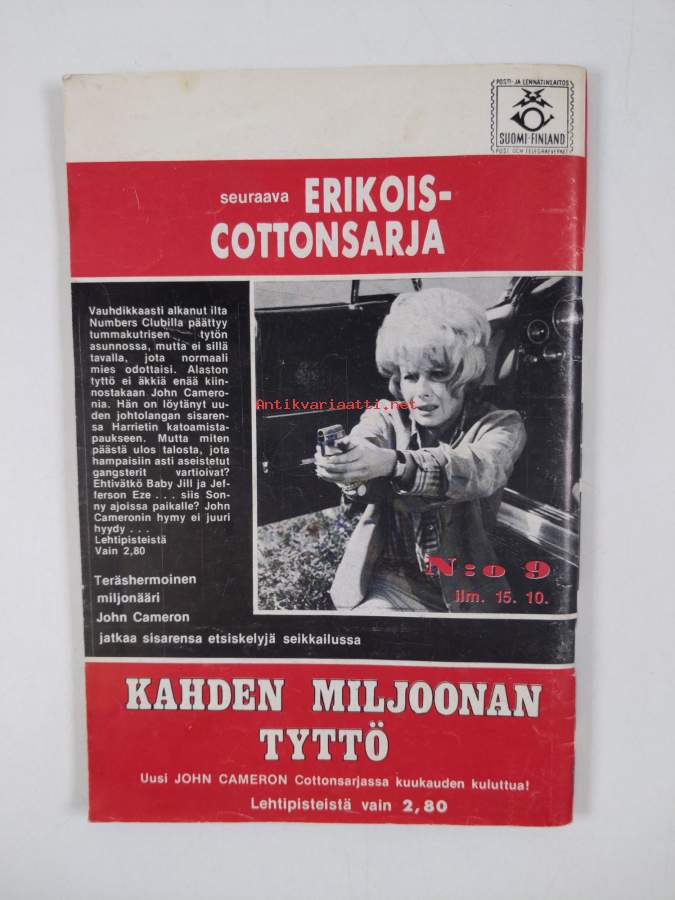 POSTI- JA LENNÄTINLAITOS
SUOMI-FINLAND
POST- OCH TELEGRAFVERKET
seuraava ERIKOIS-
COTTONSARJA
Vauhdikkaasti alkanut ilta
Numbers Clubilla päättyy
tummakutrisen tytön
asunnossa, mutta ei sillä
tavalla, jota normaali
mies odottaisi. Alaston
tyttö ei äkkiä enää kiin-
nostakaan John Camero-
nia. Hän on löytänyt uu-
den johtolangan sisaren-
sa Harrietin katoamista-
paukseen. Mutta miten
päästä ulos talosta, jota
hampaisiin asti aseistetut
gangsterit vartioivat?
Ehtivätkö Baby Jill ja Jef-
ferson Eze . . . siis Son-
ny ajoissa paikalle? John
Cameronin hymy ei juuri
hyydy . . .
Lehtipisteistä
Vain 2,80
Antikvariaatti.net
N:o 9
ilm. 15. 10.
Teräshermoinen
miljonääri
John Cameron
jatkaa sisarensa etsiskelyjä seikkailussa
KAHDEN MILJOONAN
TYTTÖ
Uusi JOHN CAMERON Cottonsarjassa kuukauden kuluttua!
Lehtipisteistä vain 2,80